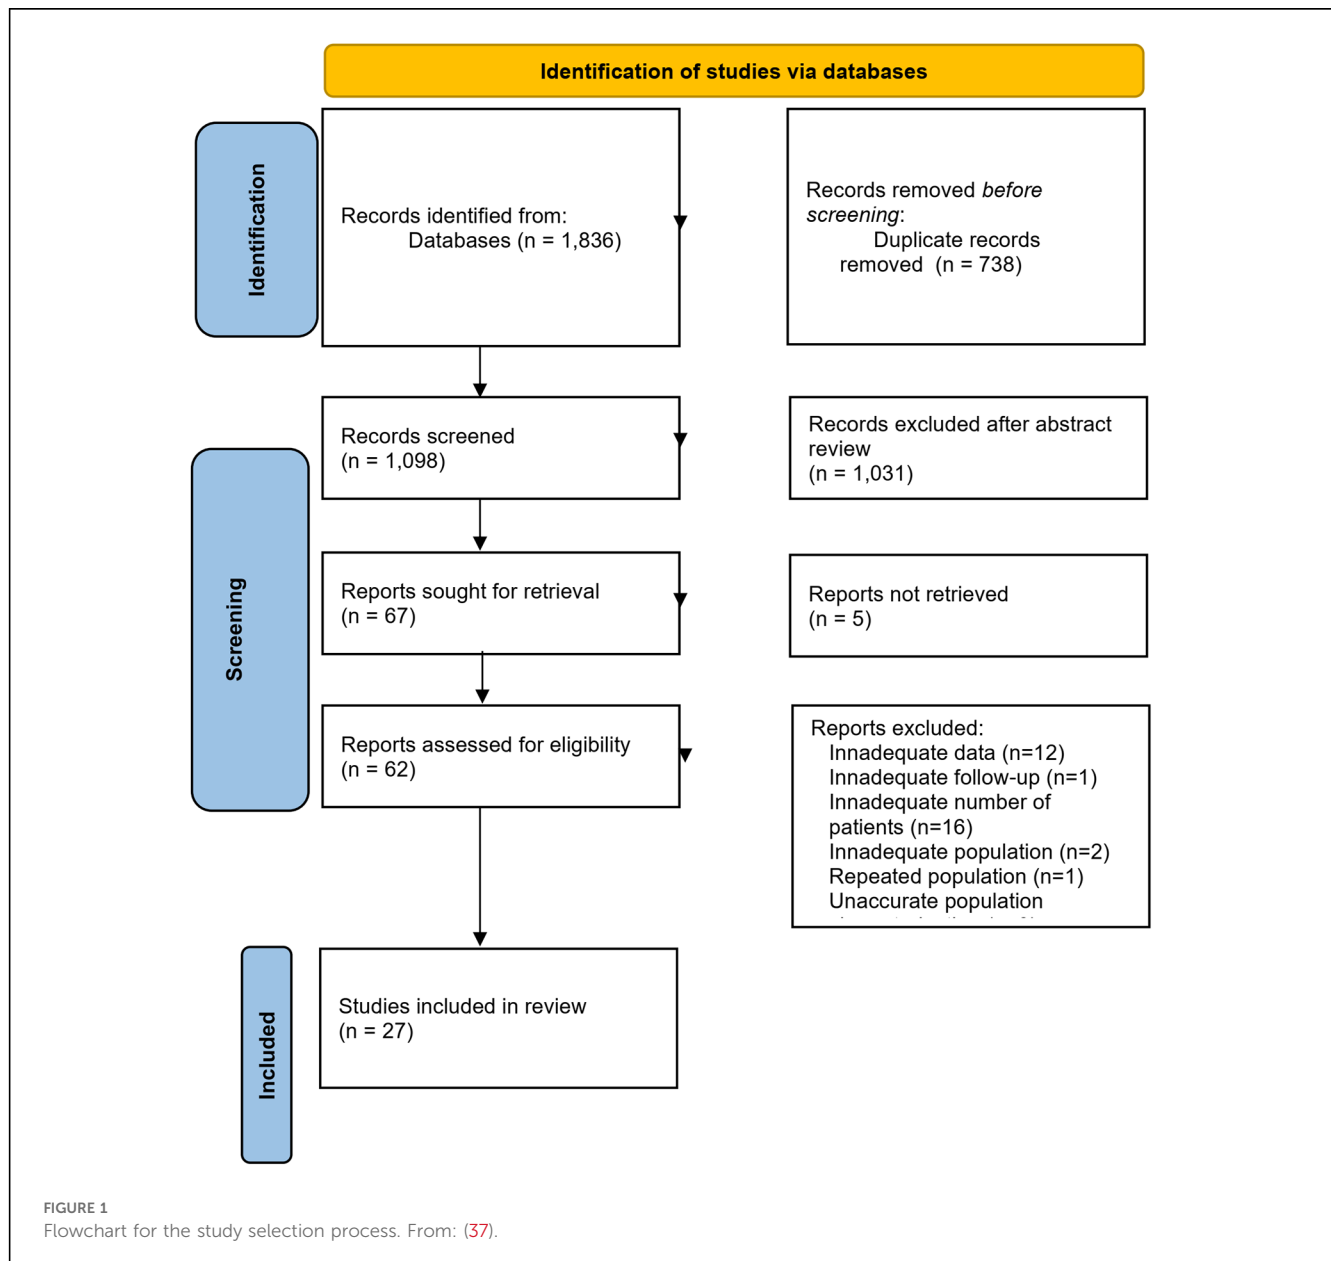 Identification of studies via databases
Identification
Records identified from:
Databases (n = 1,836)
Records removed before
screening:
Duplicate records
removed (n = 738)
Screening
Records screened
(n = 1,098)
Records excluded after abstract
review
(n = 1,031)
Reports sought for retrieval
(n = 67)
Reports not retrieved
(n = 5)
Reports assessed for eligibility
(n = 62)
Reports excluded:
Innadequate data (n=12)
Innadequate follow-up (n=1)
Innadequate number of
patients (n=16)
Innadequate population (n=2)
Repeated population (n=1)
Unaccurate population
Included
Studies included in review
(n = 27)
FIGURE 1
Flowchart for the study selection process. From: (37).